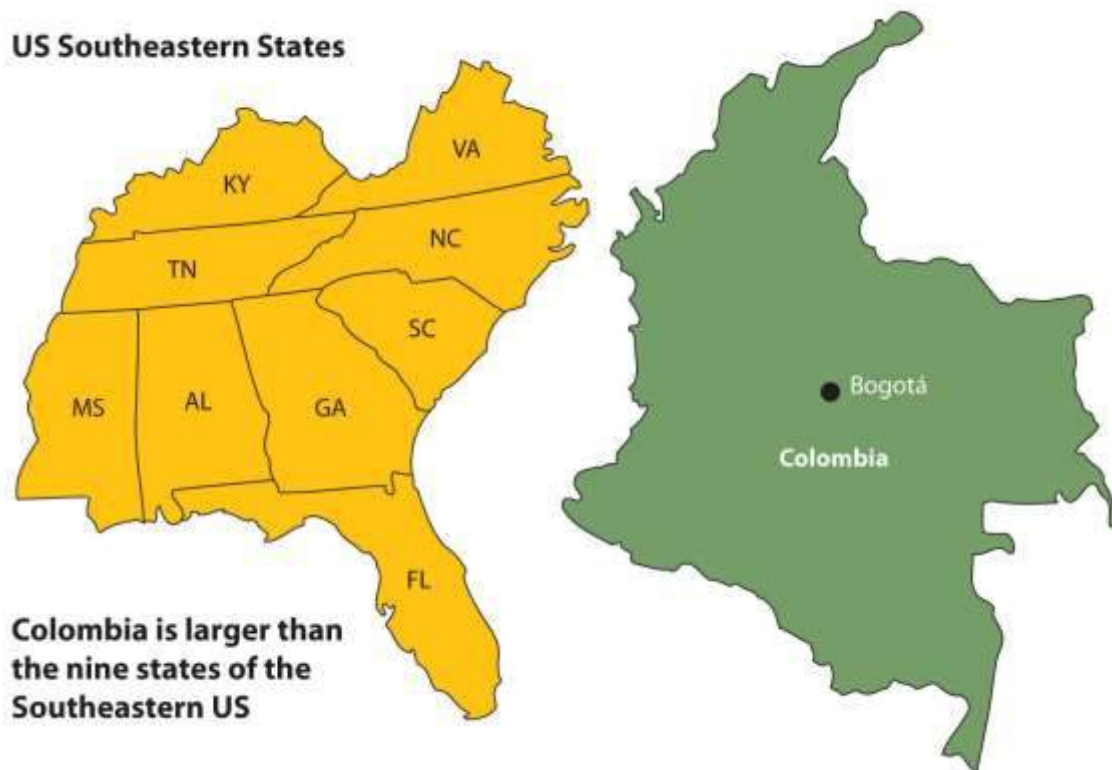 US Southeastern States
VA
KY
NC
TN
SC
MS
AL
GA
Bogotá
Colombia
FL
Colombia is larger than
the nine states of the
Southeastern US